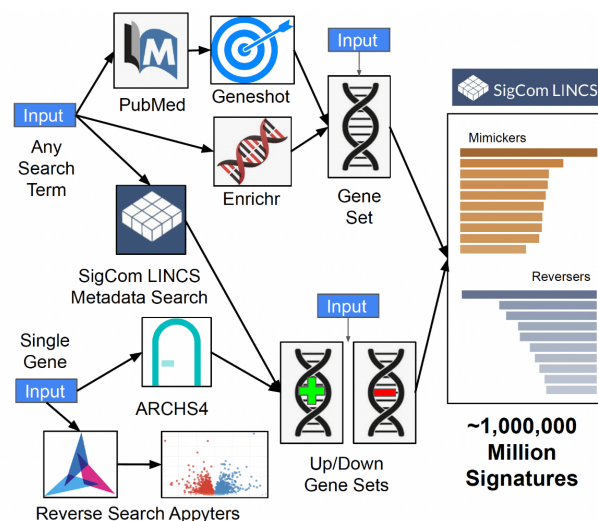 Input
Any
Search
Term
M
PubMed
Geneshot
Enrichr
SigCom LINCS
Metadata Search
Input
Gene
Set
Single
Gene
Input
ARCHS4
Reverse Search Appyters
Input
Up/Down
Gene Sets
SigCom LINCS
Mimickers
Reversers
~1,000,000
Million
Signatures